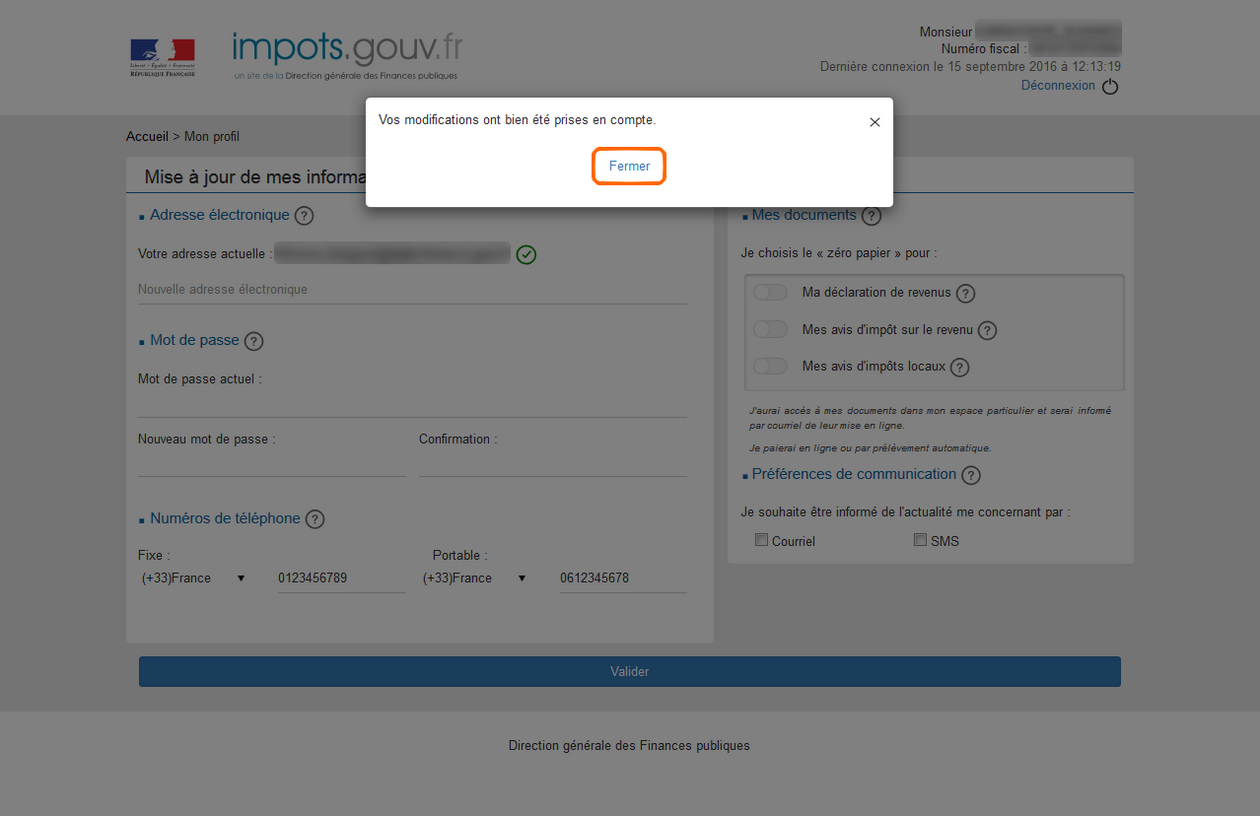 Liberté • Égalité • Fraternité
RÉPUBLIQUE FRANÇAISE
impots.gouv.fr
un site de la Direction générale des Finances publiques
Monsieur
Numéro fiscal :
Dernière connexion le 15 septembre 2016 à 12:13:19
Déconnexion
Vos modifications ont bien été prises en compte.
Fermer
Accueil > Mon profil
Mise à jour de mes informa
Adresse électronique ?
Votre adresse actuelle :
Nouvelle adresse électronique
Mot de passe ?
Mot de passe actuel :
Nouveau mot de passe : Confirmation :
Numéros de téléphone ?
Fixe : Portable :
(+33)France 0123456789 (+33)France 0612345678
Mes documents ?
Je choisis le « zéro papier » pour :
Ma déclaration de revenus ?
Mes avis d'impôt sur le revenu ?
Mes avis d'impôts locaux ?
J'aurai accès à mes documents dans mon espace particulier et serai informé
par courriel de leur mise en ligne.
Je paierai en ligne ou par prélèvement automatique.
Préférences de communication ?
Je souhaite être informé de l'actualité me concernant par :
Courriel SMS
Valider
Direction générale des Finances publiques